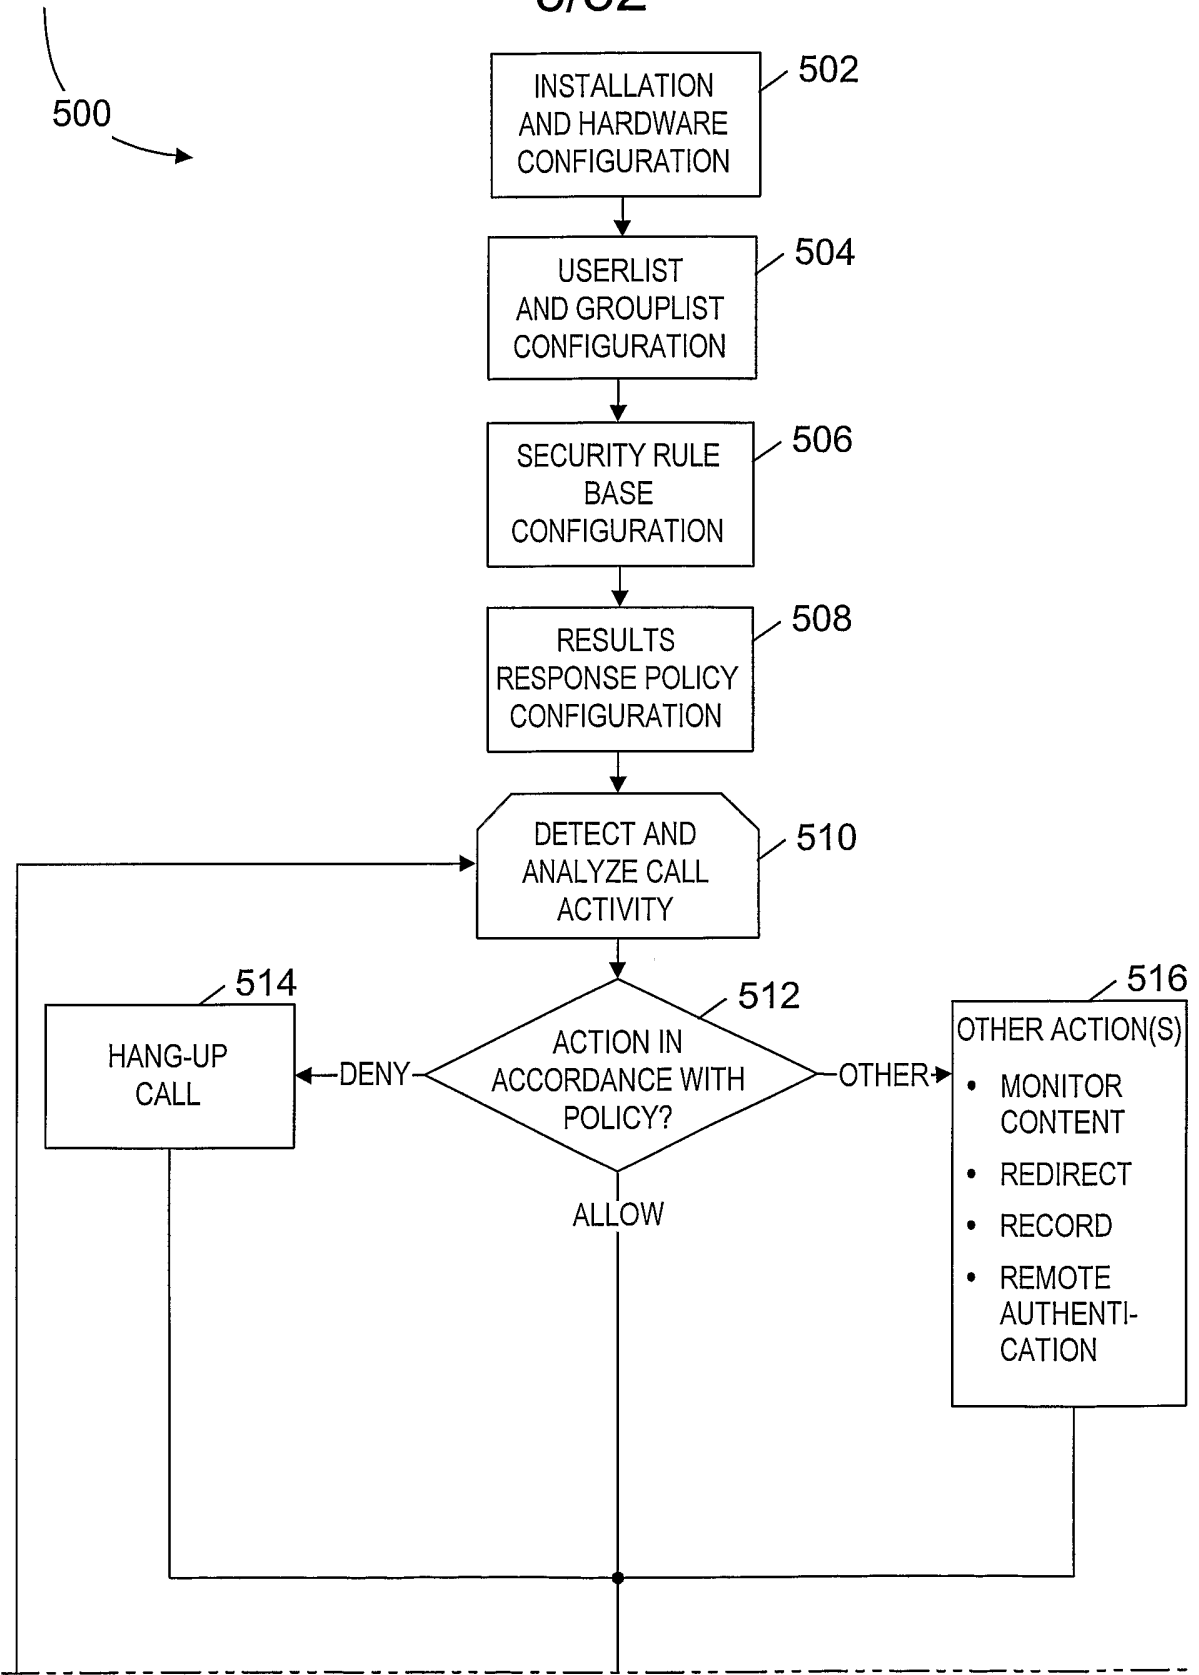 500
INSTALLATION
AND HARDWARE
CONFIGURATION
502
USERLIST
AND GROUPLIST
CONFIGURATION
504
SECURITY RULE
BASE
CONFIGURATION
506
RESULTS
RESPONSE POLICY
CONFIGURATION
508
DETECT AND
ANALYZE CALL
ACTIVITY
510
514
HANG-UP
CALL
DENY
512
ACTION IN
ACCORDANCE WITH
POLICY?
OTHER
ALLOW
516
OTHER ACTION(S)
• MONITOR
CONTENT
• REDIRECT
• RECORD
• REMOTE
AUTHENTI-
CATION